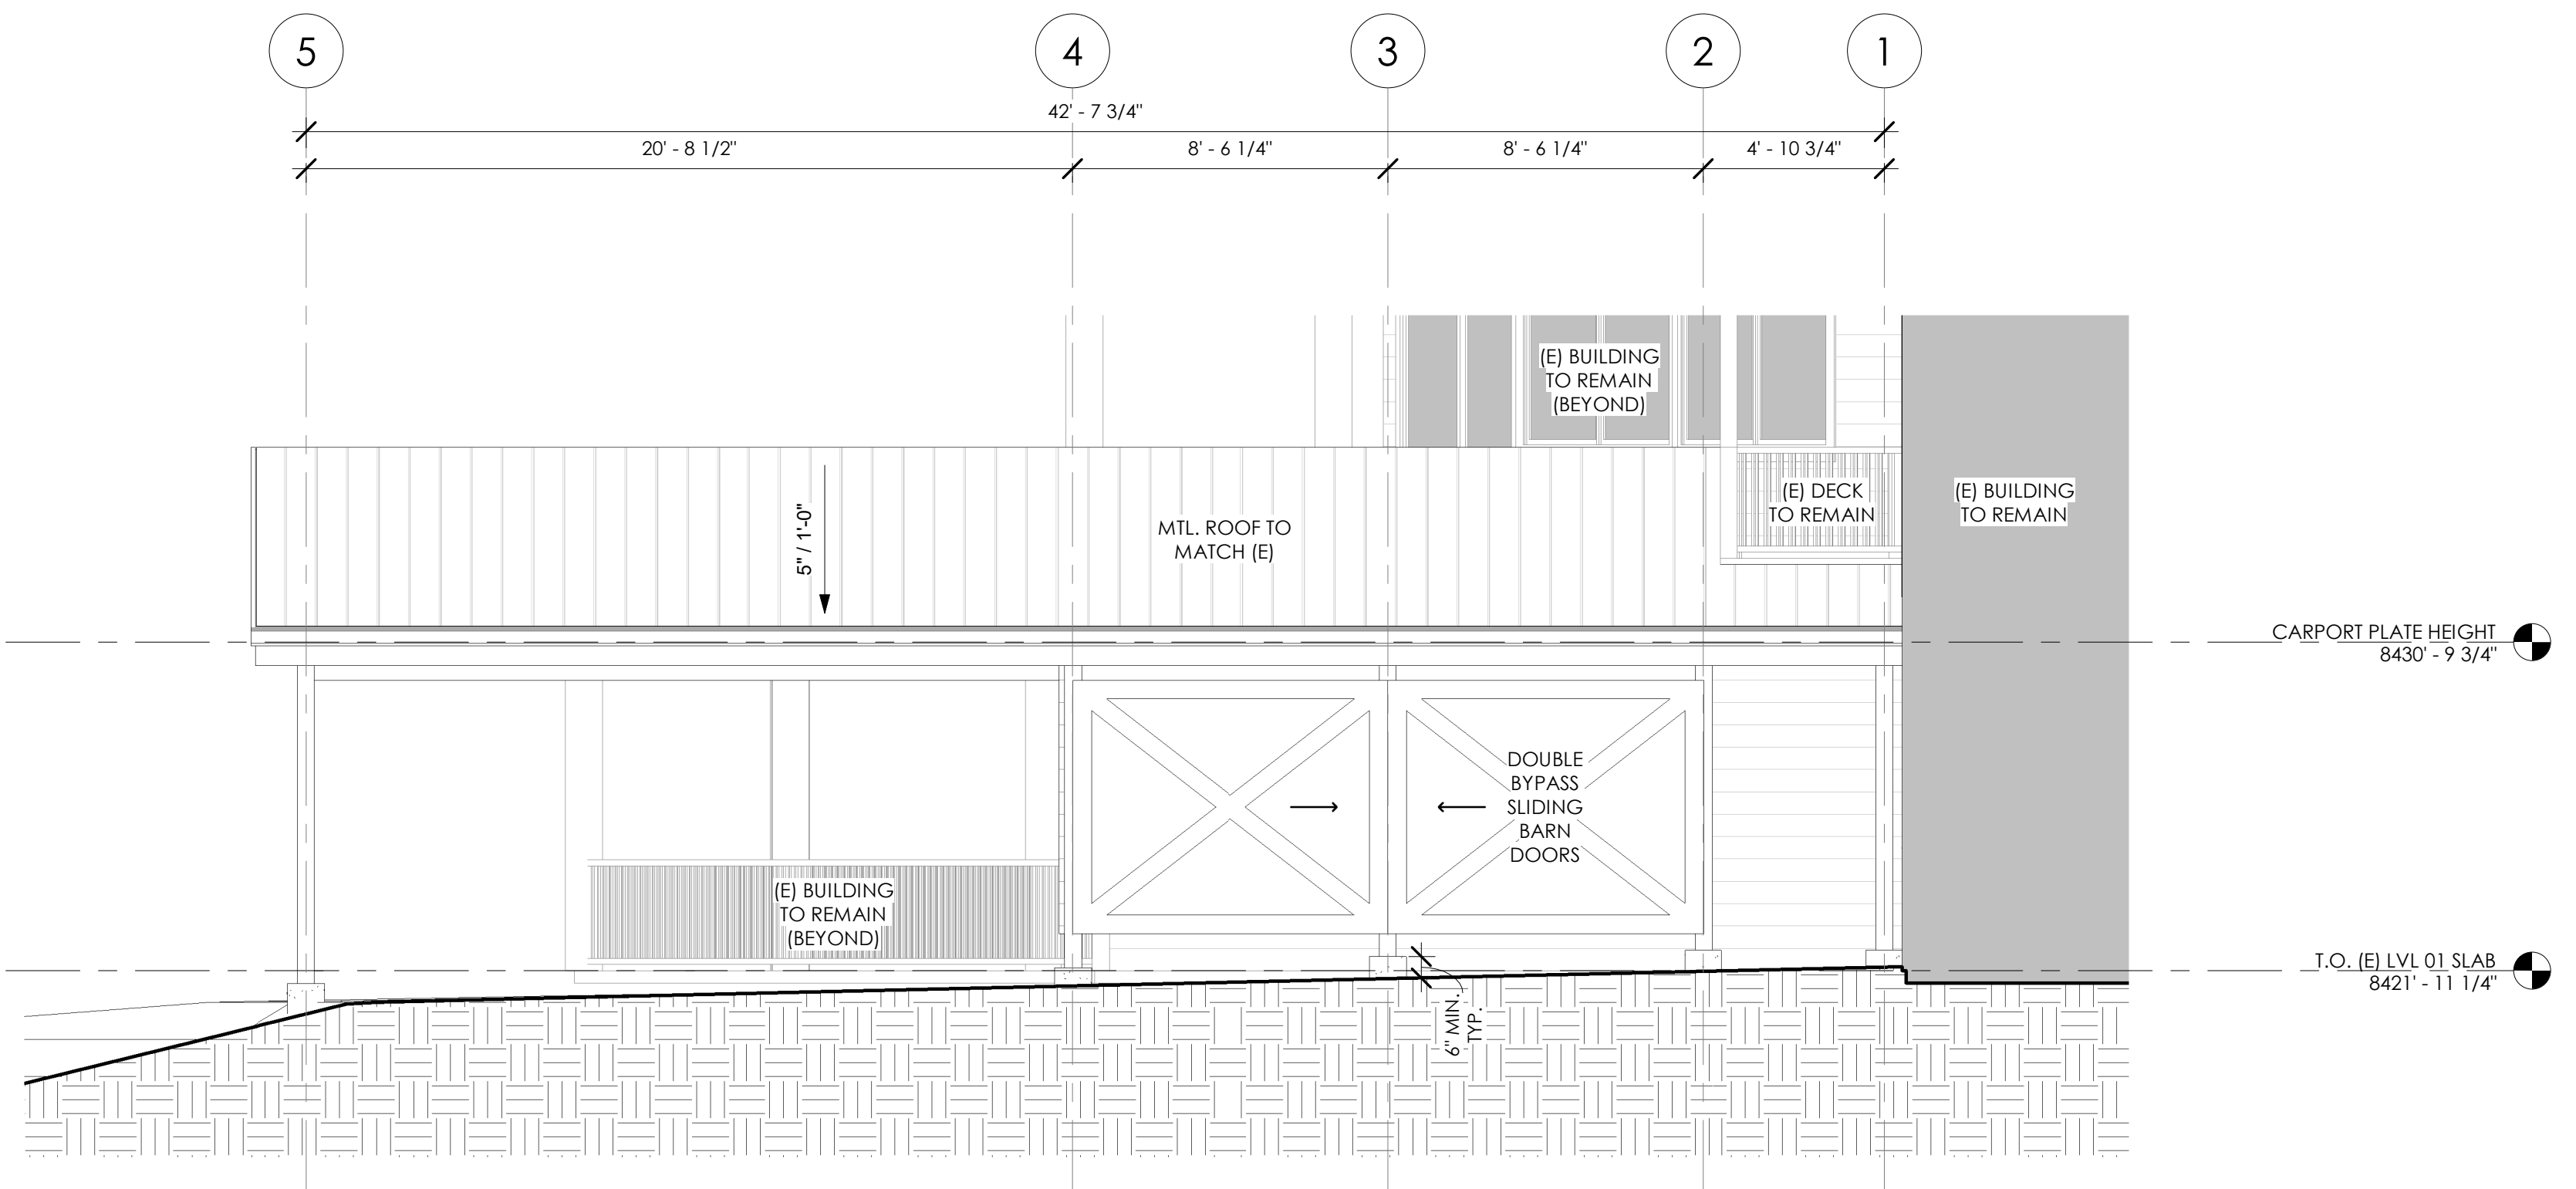 5 4 3 2 1
42' - 7 3/4"
20' - 8 1/2" 8' - 6 1/4" 8' - 6 1/4" 4' - 10 3/4"
(E) BUILDING
TO REMAIN
(BEYOND)
(E) DECK
TO REMAIN
(E) BUILDING
TO REMAIN
5" / 1'-0"
MTL. ROOF TO
MATCH (E)
CARPORT PLATE HEIGHT
8430' - 9 3/4"
DOUBLE
BYPASS
SLIDING
BARN
DOORS
(E) BUILDING
TO REMAIN
(BEYOND)
T.O. (E) LVL 01 SLAB
8421' - 11 1/4"
6" MIN.
TYP.